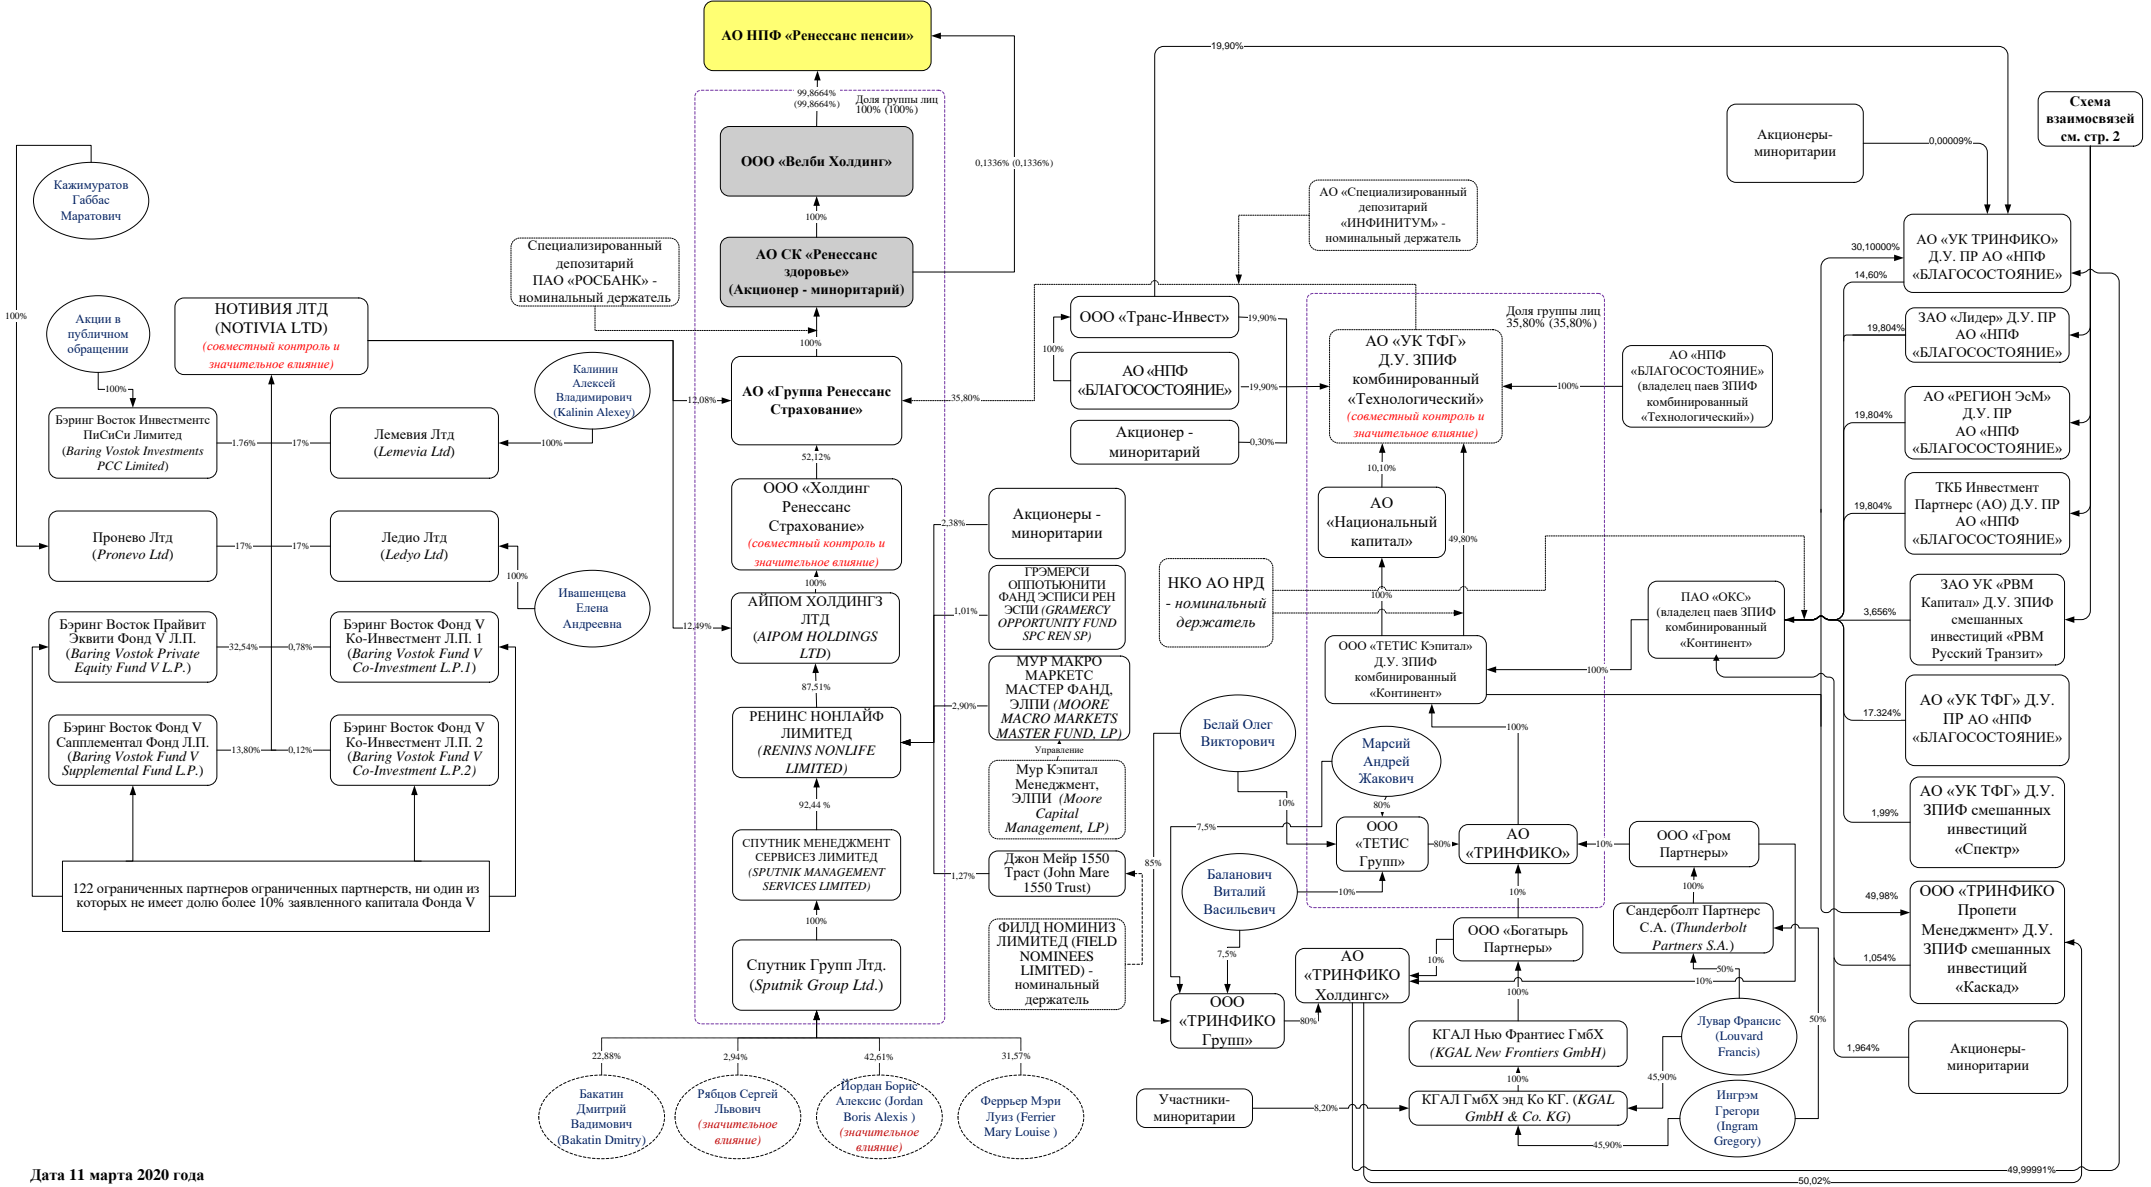 АО НПФ «Ренессанс пенсии»
99,8664%
(99,8664%)
Доля группы лиц
100% (100%)
ООО «Велби Холдинг»
0,1336% (0,1336%)
100%
АО СК «Ренессанс
здоровье»
(Акционер - миноритарий)
Специализированный
депозитарий
ПАО «РОСБАНК» -
номинальный держатель
100%
АО «Группа Ренессанс
Страхование»
12,08%
35,80%
52,12%
ООО «Холдинг
Ренессанс
Страхование»
(совместный контроль и
значительное влияние)
100%
АЙПОМ ХОЛДИНГЗ
ЛТД
(AIPOM HOLDINGS
LTD)
12,49%
87,51%
РЕНИНС НОНЛАЙФ
ЛИМИТЕД
(RENINS NONLIFE
LIMITED)
92,44 %
СПУТНИК МЕНЕДЖМЕНТ
СЕРВИСЕЗ ЛИМИТЕД
(SPUTNIK MANAGEMENT
SERVICES LIMITED)
100%
Спутник Групп Лтд.
(Sputnik Group Ltd.)
22,88%
2,94%
42,61%
31,57%
Бакатин
Дмитрий
Вадимович
(Bakatin Dmitry)
Рябцов Сергей
Львович
(значительное
влияние)
Йордан Борис
Алексис (Jordan
Boris Alexis )
(значительное
влияние)
Феррьер Мэри
Луиз (Ferrier
Mary Louise )
Кажимуратов
Габбас
Маратович
100%
Акции в
публичном
обращении
100%
НОТИВИЯ ЛТД
(NOTIVIA LTD)
(совместный контроль и
значительное влияние)
Калинин
Алексей
Владимирович
(Kalinin Alexey)
Бэринг Восток Инвестментс
ПиСиСи Лимитед
(Baring Vostok Investments
PCC Limited)
1.76%
17%
Лемевия Лтд
(Lemevia Ltd)
100%
Пронево Лтд
(Pronevo Ltd)
17%
17%
Ледио Лтд
(Ledyo Ltd)
100%
Ивашенцева
Елена
Андреевна
Бэринг Восток Прайвит
Эквити Фонд V Л.П.
(Baring Vostok Private
Equity Fund V L.P.)
32,54%
0,78%
Бэринг Восток Фонд V
Ко-Инвестмент Л.П. 1
(Baring Vostok Fund V
Co-Investment L.P.1)
Бэринг Восток Фонд V
Сапплементал Фонд Л.П.
(Baring Vostok Fund V
Supplemental Fund L.P.)
13,80%
0,12%
Бэринг Восток Фонд V
Ко-Инвестмент Л.П. 2
(Baring Vostok Fund V
Co-Investment L.P.2)
122 ограниченных партнеров ограниченных партнерств, ни один из
которых не имеет долю более 10% заявленного капитала Фонда V
2,38%
Акционеры -
миноритарии
1,01%
ГРЭМЕРСИ
ОППОТЬЮНИТИ
ФАНД ЭСПИСИ РЕН
ЭСПИ (GRAMERCY
OPPORTUNITY FUND
SPC REN SP)
2,90%
МУР МАКРО
МАРКЕТС
МАСТЕР ФАНД,
ЭЛПИ (MOORE
MACRO MARKETS
MASTER FUND, LP)
Управление
Мур Кэпитал
Менеджмент,
ЭЛПИ (Moore
Capital
Management, LP)
1,27%
Джон Мейр 1550
Траст (John Mare
1550 Trust)
ФИЛД НОМИНИЗ
ЛИМИТЕД (FIELD
NOMINEES
LIMITED) -
номинальный
держатель
19,90%
АО «Специализированный
депозитарий
«ИНФИНИТУМ» -
номинальный держатель
ООО «Транс-Инвест»
19,90%
100%
АО «НПФ
«БЛАГОСОСТОЯНИЕ»
19,90%
Акционер -
миноритарий
0,30%
Доля группы лиц
35,80% (35,80%)
АО «УК ТФГ»
Д.У. ЗПИФ
комбинированный
«Технологический»
(совместный контроль и
значительное влияние)
100%
АО «НПФ
«БЛАГОСОСТОЯНИЕ»
(владелец паев ЗПИФ
комбинированный
«Технологический»)
10,10%
49,80%
АО
«Национальный
капитал»
НКО АО НРД
- номинальный
держатель
100%
ООО «ТЕТИС Кэпитал»
Д.У. ЗПИФ
комбинированный
«Континент»
100%
ПАО «ОКС»
(владелец паев ЗПИФ
комбинированный
«Континент»
100%
Белай Олег
Викторович
Марсий
Андрей
Жакович
10%
80%
7,5%
85%
ООО
«ТЕТИС
Групп»
80%
АО
«ТРИНФИКО»
10%
ООО «Гром
Партнеры»
Баланович
Виталий
Васильевич
10%
7,5%
10%
100%
ООО «Богатырь
Партнеры»
Сандерболт Партнерс
С.А. (Thunderbolt
Partners S.A.)
АО
«ТРИНФИКО
Холдингс»
10%
10%
50%
50%
ООО
«ТРИНФИКО
Групп»
80%
100%
КГАЛ Нью Франтиес ГмбХ
(KGAL New Frontiers GmbH)
100%
Лувар Франсис
(Louvard
Francis)
45,90%
Участники-
миноритарии
8,20%
КГАЛ ГмбХ энд Ко КГ. (KGAL
GmbH & Co. KG)
Ингрэм
Грегори
(Ingram
Gregory)
45,90%
49,99991%
50,02%
Акционеры-
миноритарии
0,00009%
Схема
взаимосвязей
см. стр. 2
30,10000%
14,60%
АО «УК ТРИНФИКО»
Д.У. ПР АО «НПФ
«БЛАГОСОСТОЯНИЕ»
19,804%
ЗАО «Лидер» Д.У. ПР
АО «НПФ
«БЛАГОСОСТОЯНИЕ»
19,804%
АО «РЕГИОН ЭсМ»
Д.У. ПР
АО «НПФ
«БЛАГОСОСТОЯНИЕ»
19,804%
ТКБ Инвестмент
Партнерс (АО) Д.У. ПР
АО «НПФ
«БЛАГОСОСТОЯНИЕ»
3,656%
ЗАО УК «РВМ
Капитал» Д.У. ЗПИФ
смешанных
инвестиций «РВМ
Русский Транзит»
17.324%
АО «УК ТФГ» Д.У.
ПР АО «НПФ
«БЛАГОСОСТОЯНИЕ»
1,99%
АО «УК ТФГ» Д.У.
ЗПИФ смешанных
инвестиций
«Спектр»
49,98%
1,054%
ООО «ТРИНФИКО
Пропети
Менеджмент» Д.У.
ЗПИФ смешанных
инвестиций
«Каскад»
1,964%
Акционеры-
миноритарии
Дата 11 марта 2020 года